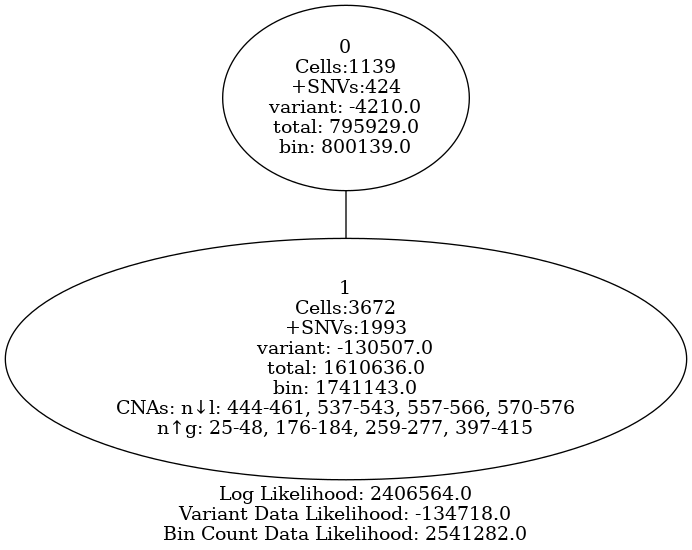 0
Cells:1139
+SNVs:424
variant: -4210.0
total: 795929.0
bin: 800139.0
1
Cells:3672
+SNVs:1993
variant: -130507.0
total: 1610636.0
bin: 1741143.0
CNAs: n↓l: 444-461, 537-543, 557-566, 570-576
n↑g: 25-48, 176-184, 259-277, 397-415
Log Likelihood: 2406564.0
Variant Data Likelihood: -134718.0
Bin Count Data Likelihood: 2541282.0